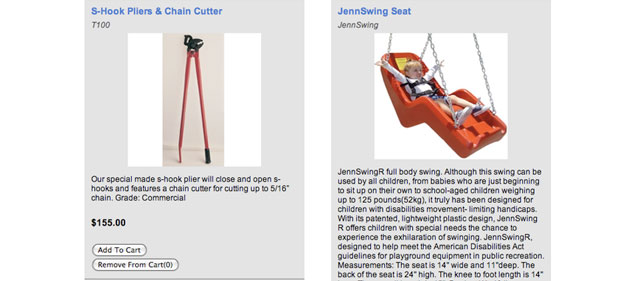 S-Hook Pliers & Chain Cutter
T100
Our special made s-hook plier will close and open s-
hooks and features a chain cutter for cutting up to 5/16"
chain. Grade: Commercial
$155.00
Add To Cart
Remove From Cart(0)
JennSwing Seat
JennSwing
JennSwingR full body swing. Although this swing can be
used by all children, from babies who are just beginning
to sit up on their own to school-aged children weighing
up to 125 pounds(52kg), it truly has been designed for
children with disabilities movement- limiting handicaps.
With its patented, lightweight plastic design, JennSwing
R offers children with special needs the chance to
experience the exhilaration of swinging. JennSwingR,
designed to help meet the American Disabilities Act
guidelines for playground equipment in public recreation.
Measurements: The seat is 14" wide and 11"deep. The
back of the seat is 24" high. The knee to foot length is 14"